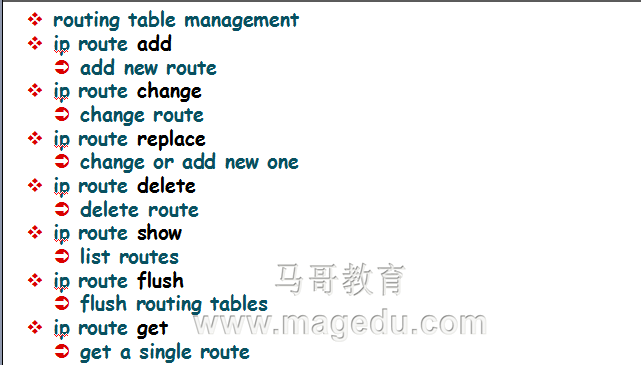 routing table management
ip route add
add new route
ip route change
change route
ip route replace
change or add new one
ip route delete
delete route
ip route show
list routes
ip route flush
flush routing tables
ip route get
get a single route
马哥教育
www.magedu.com